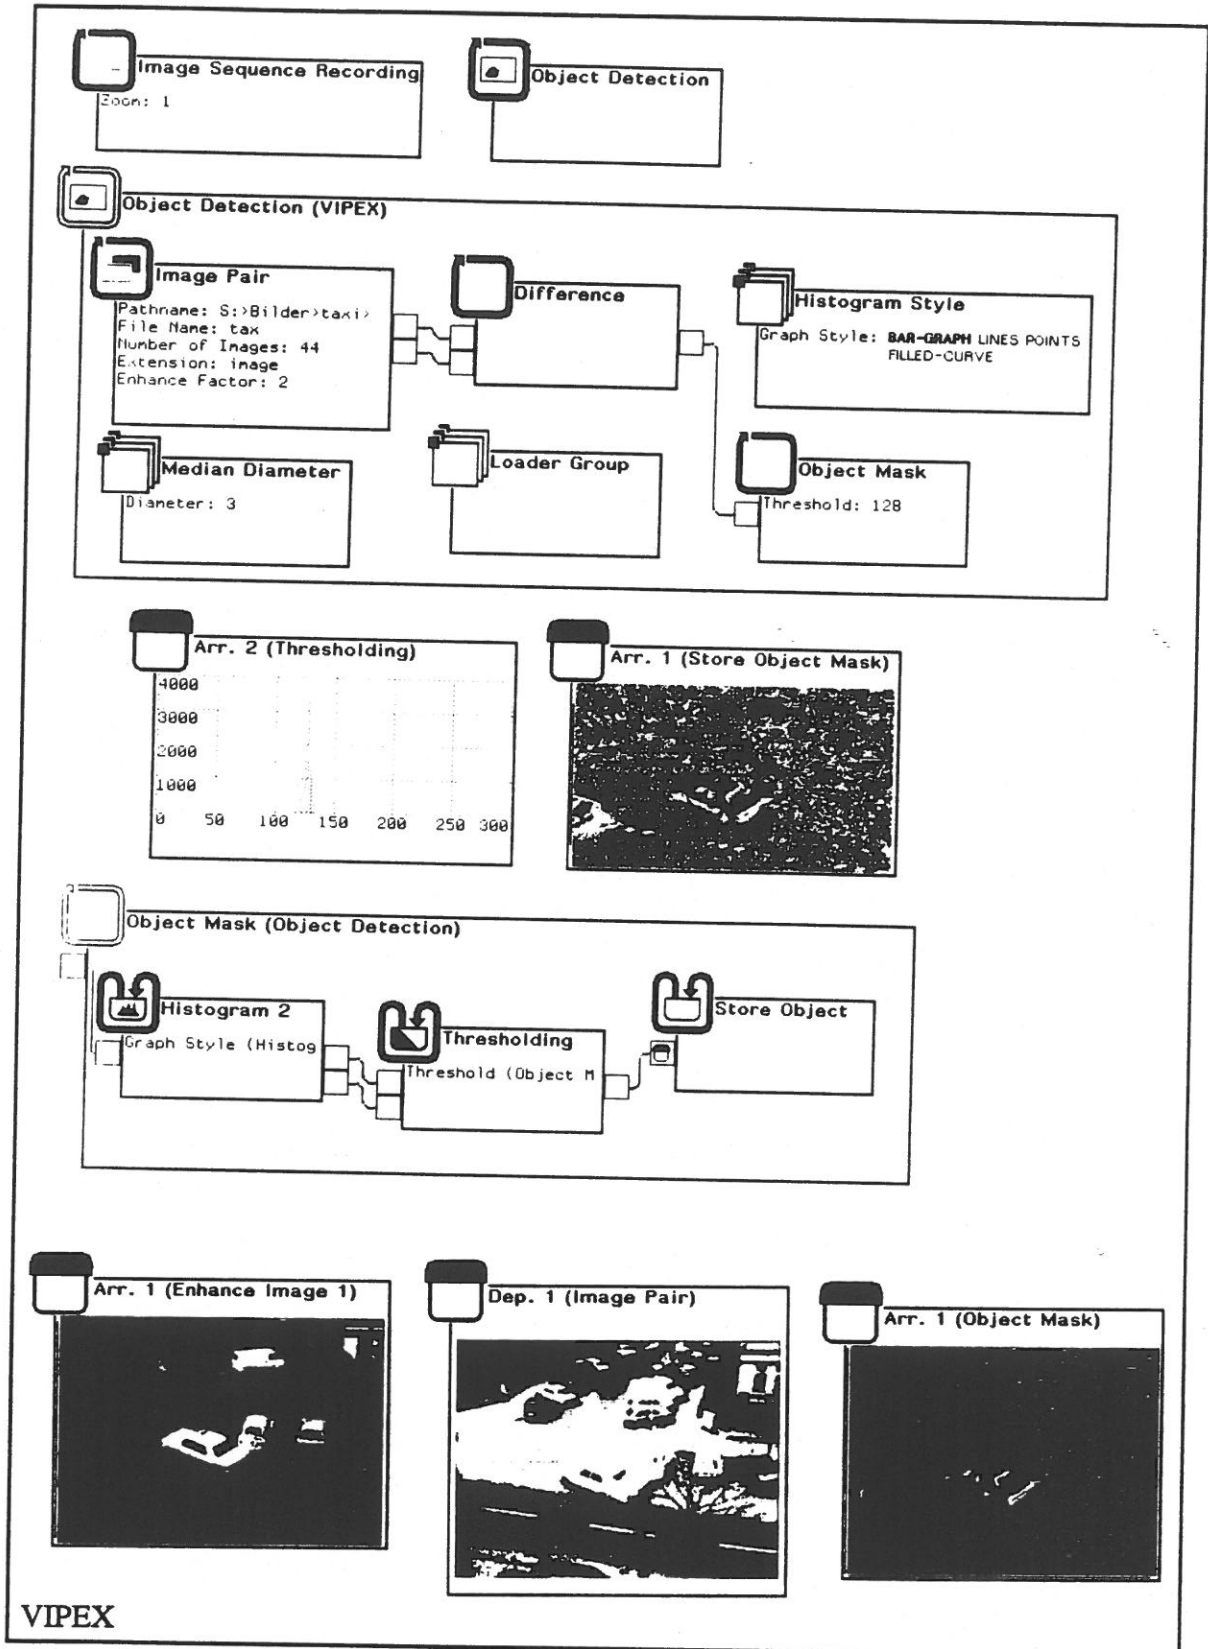 Image Sequence Recording
Zoom: 1
Object Detection
Object Detection (VIPEX)
Image Pair
Pathname: S:>Bilder>taxi>
File Name: tax
Number of Images: 44
Extension: image
Enhance Factor: 2
Difference
Histogram Style
Graph Style: BAR-GRAPH LINES POINTS
FILLED-CURVE
Median Diameter
Diameter: 3
Loader Group
Object Mask
Threshold: 128
Arr. 2 (Thresholding)
4000
3000
2000
1000
0 50 100 150 200 250 300
Arr. 1 (Store Object Mask)
Object Mask (Object Detection)
Histogram 2
Graph Style (Histog
Thresholding
Threshold (Object M
Store Object
Arr. 1 (Enhance Image 1)
Dep. 1 (Image Pair)
Arr. 1 (Object Mask)
VIPEX